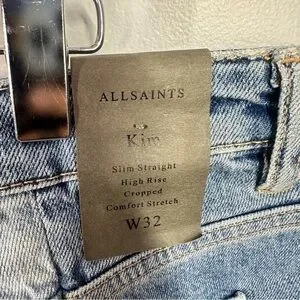 ALLSAINTS
Kim
Slim Straight
High Rise
Cropped
Comfort Stretch
W32